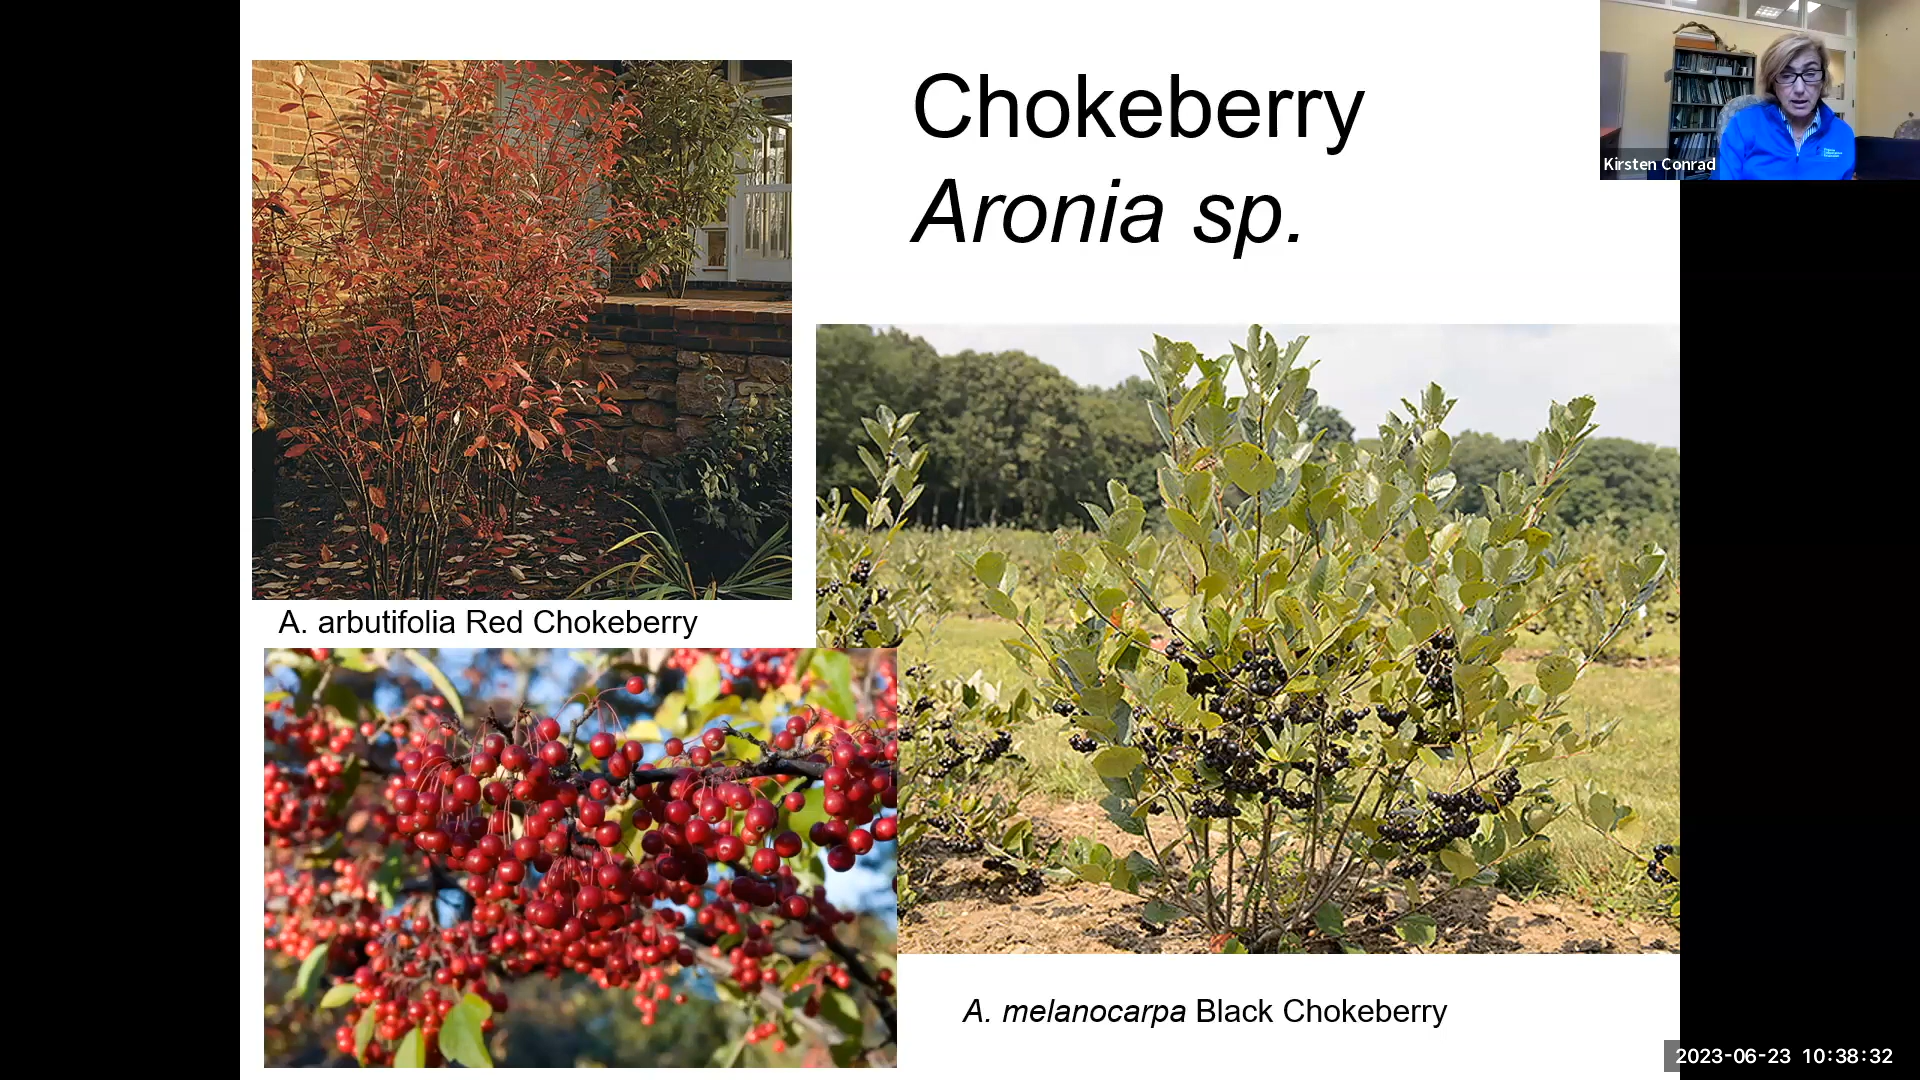 Chokeberry
Aronia sp.
Kirsten Conrad
A. arbutifolia Red Chokeberry
A. melanocarpa Black Chokeberry
2023-06-23 10:38:32